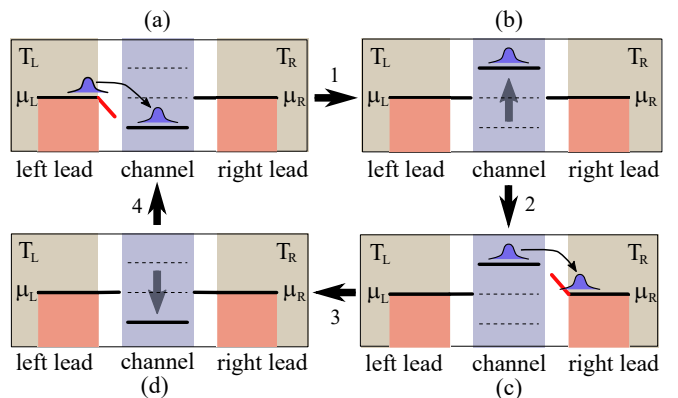 (a)
(b)
T_L
T_R
μ_L
μ_R
left lead channel right lead
1
T_L
T_R
μ_L
μ_R
left lead channel right lead
4
2
T_L
T_R
μ_L
μ_R
left lead channel right lead
(d)
3
T_L
T_R
μ_L
μ_R
left lead channel right lead
(c)